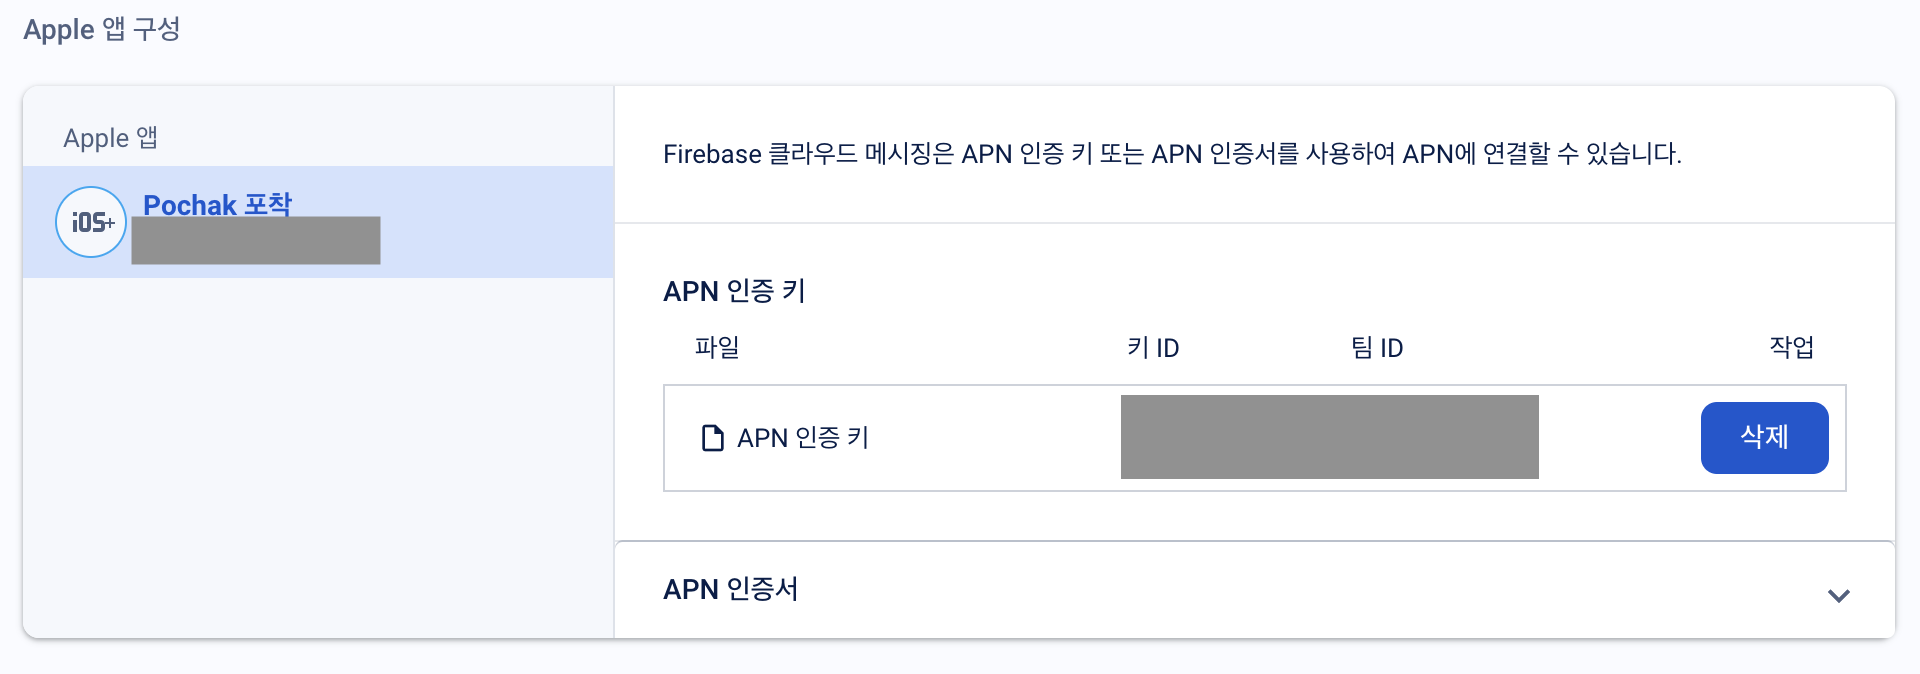 Apple 앱 구성
Apple 앱
iOS+
Pochak 포착
Firebase 클라우드 메시징은 APN 인증 키 또는 APN 인증서를 사용하여 APN에 연결할 수 있습니다.
APN 인증 키
파일 키 ID 팀 ID 작업
APN 인증 키 삭제
APN 인증서